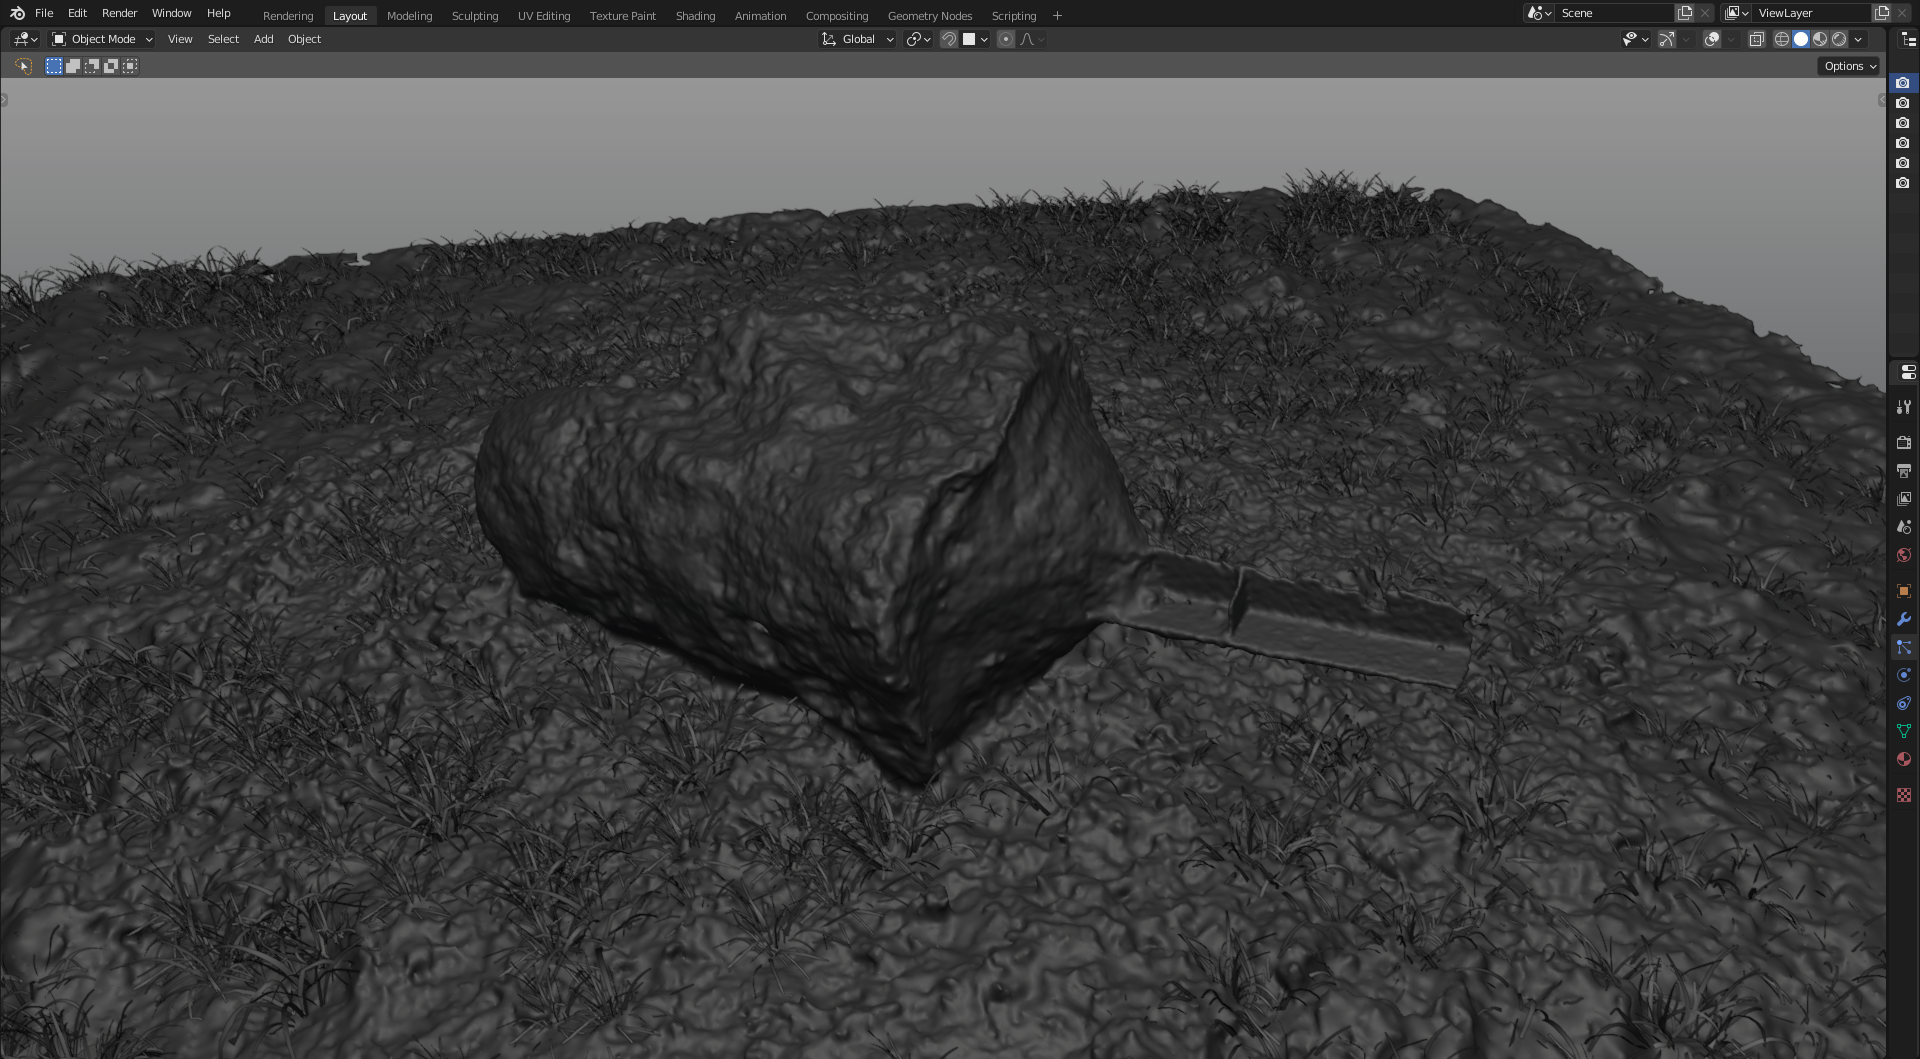 File Edit Render Window Help Rendering Layout Modeling Sculpting UV Editing Texture Paint Shading Animation Compositing Geometry Nodes Scripting + Scene ViewLayer
Object Mode View Select Add Object Global
Options